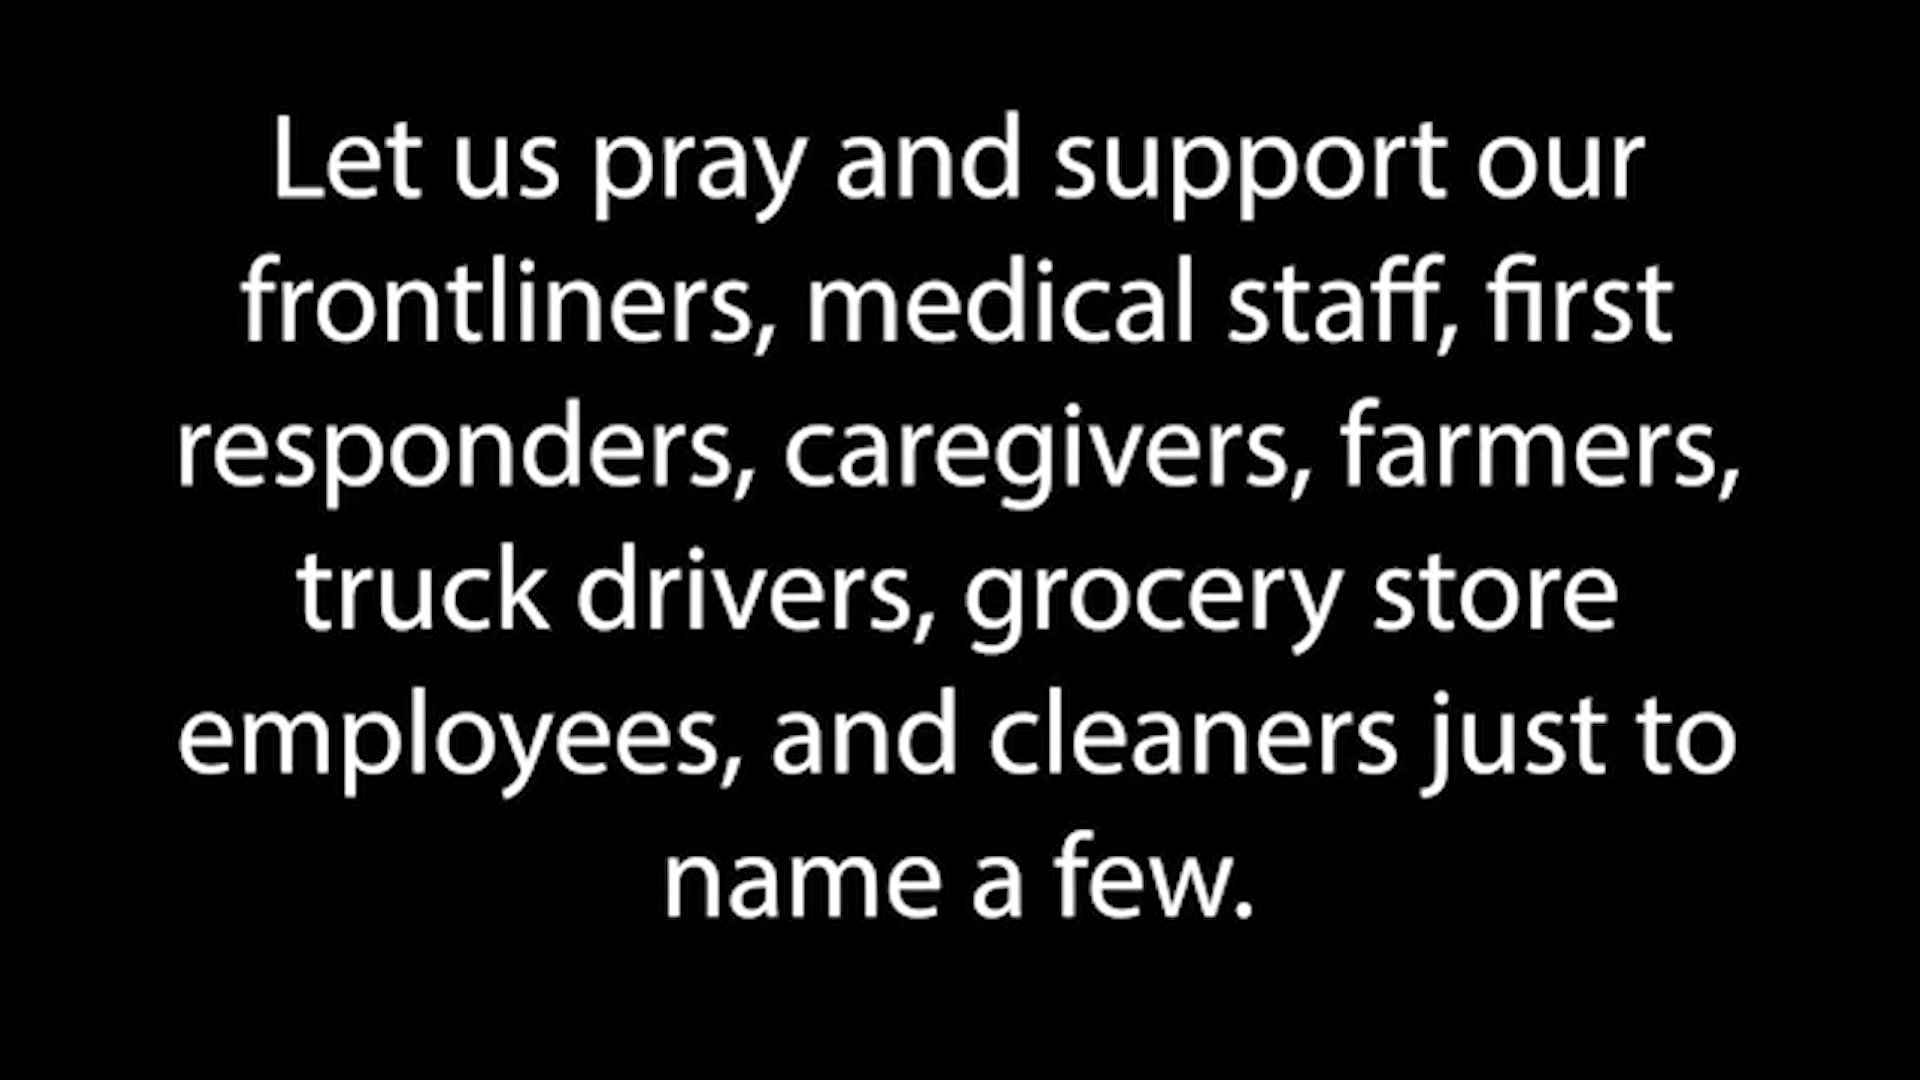 Let us pray and support our
frontliners, medical staff, first
responders, caregivers, farmers,
truck drivers, grocery store
employees, and cleaners just to
name a few.